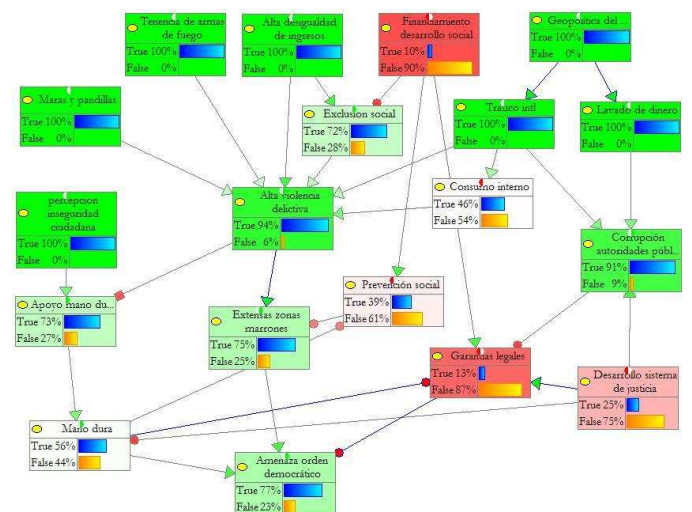 Tenencia de armas
de fuego
True 100%
False 0%
Alta desigualdad
de ingresos
True 100%
False 0%
Financiamiento
desarrollo social
True 10%
False 90%
Geopolítica del
True 100%
False 0%
Maras y pandillas
True 100%
False 0%
Exclusion social
True 72%
False 28%
Trafico intl
True 100%
False 0%
Lavado de dinero
True 100%
False 0%
percepcion
inseguridad
ciudadana
True 100%
False 0%
Alta violencia
delictiva
True 94%
False 6%
Consumo interno
True 46%
False 54%
Corrupción
autoridades públ...
True 91%
False 9%
Apoyo mano du...
True 73%
False 27%
Extensas zonas
marrones
True 75%
False 25%
Prevención social
True 39%
False 61%
Garantías legales
True 13%
False 87%
Desarrollo sistema
de justicia
True 25%
False 75%
Mano dura
True 56%
False 44%
Amenaza orden
democrático
True 77%
False 23%